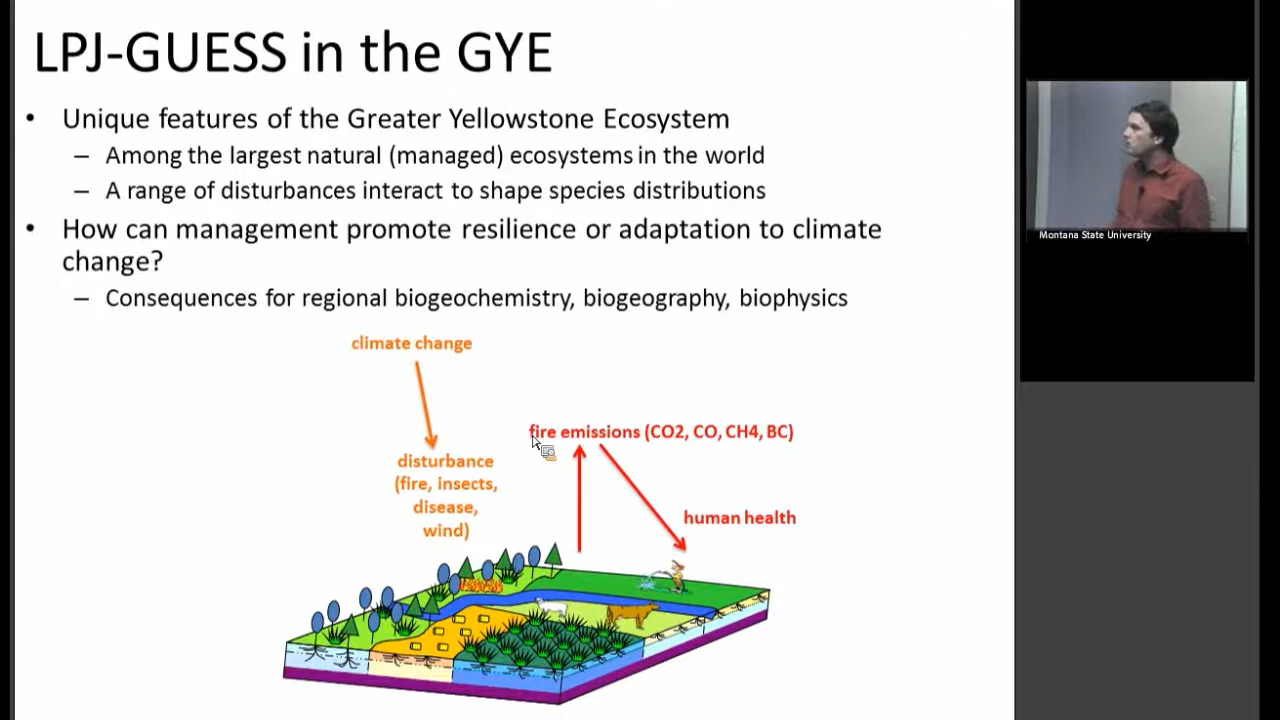 LPJ-GUESS in the GYE
• Unique features of the Greater Yellowstone Ecosystem
– Among the largest natural (managed) ecosystems in the world
– A range of disturbances interact to shape species distributions
• How can management promote resilience or adaptation to climate
change?
– Consequences for regional biogeochemistry, biogeography, biophysics
climate change
fire emissions (CO2, CO, CH4, BC)
disturbance
(fire, insects,
disease,
wind)
human health
Montana State University